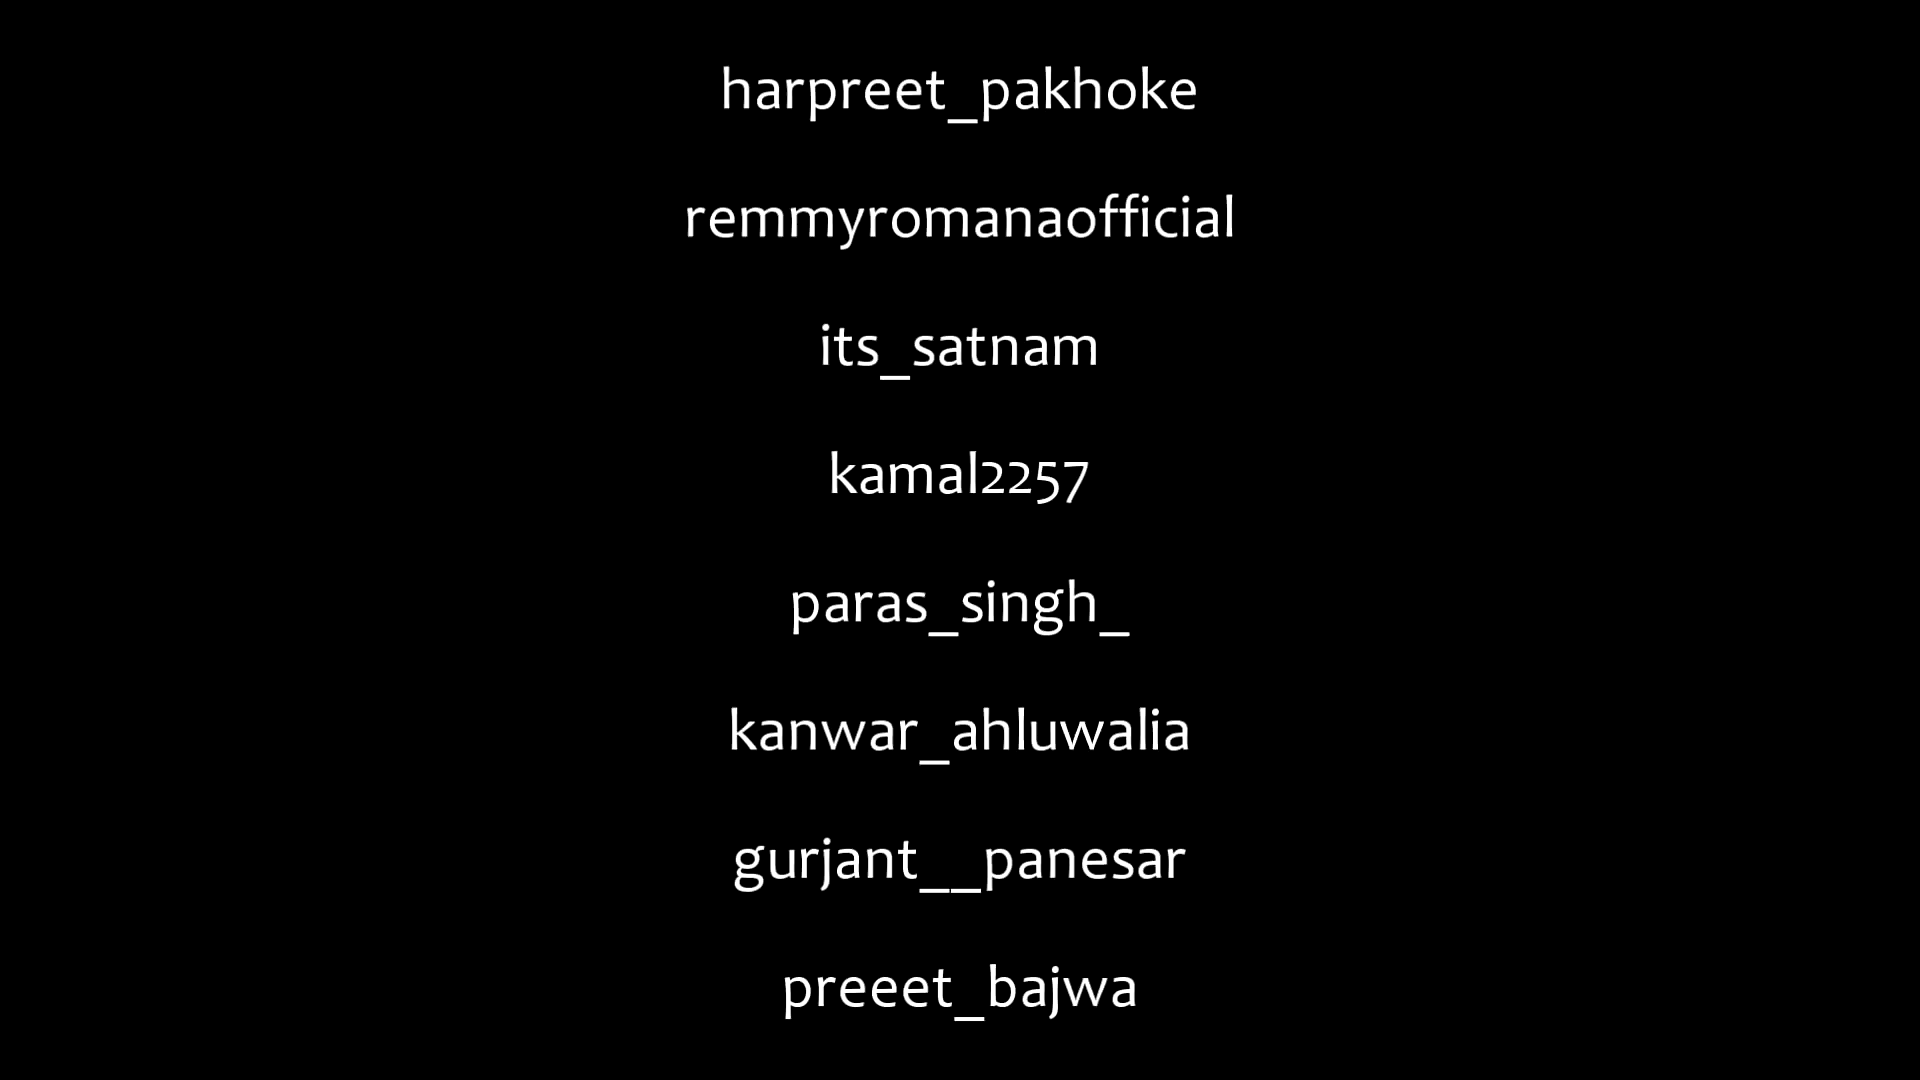 harpreet_pakhoke
remmyromanaofficial
its_satnam
kamal2257
paras_singh_
kanwar_ahluwalia
gurjant__panesar
preeet_bajwa